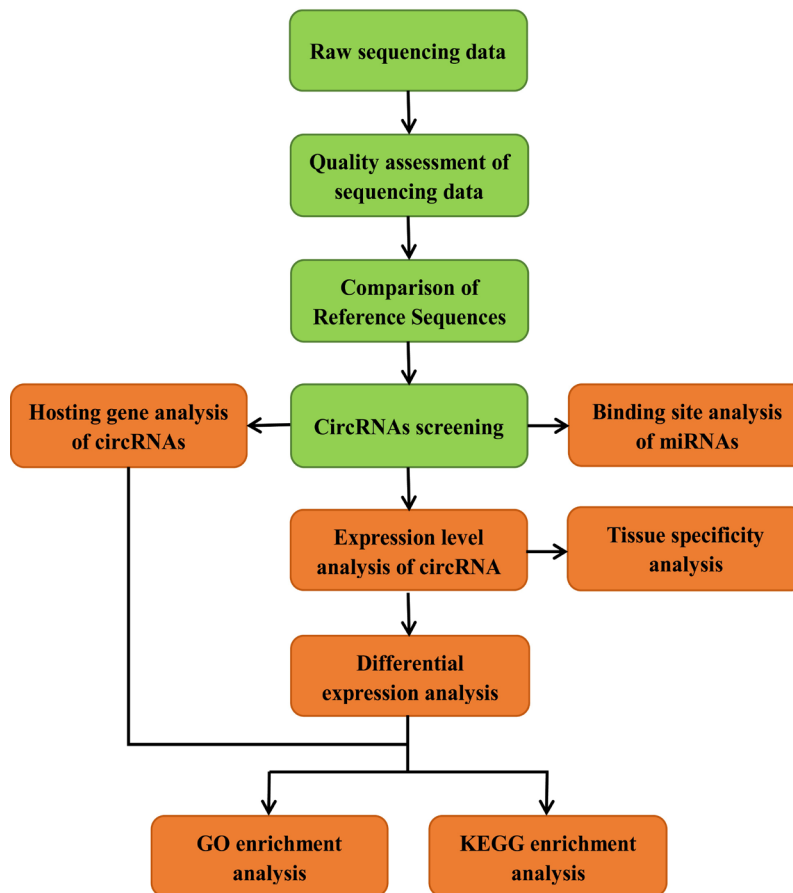 Raw sequencing data
Quality assessment of
sequencing data
Comparison of
Reference Sequences
Hosting gene analysis
of circRNAs
CircRNAs screening
Binding site analysis
of miRNAs
Expression level
analysis of circRNA
Tissue specificity
analysis
Differential
expression analysis
GO enrichment
analysis
KEGG enrichment
analysis